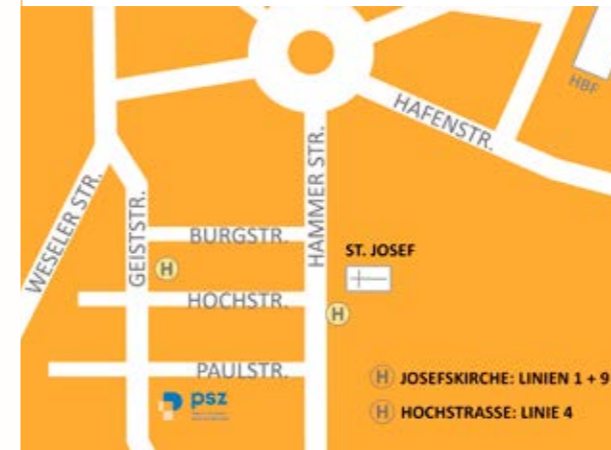 HBF
HAFENSTR.
HAMMER STR.
WESELER STR.
GEISTSTR.
BURGSTR.
ST. JOSEF
H
HOCHSTR.
H
PAULSTR.
H JOSEFSKIRCHE: LINIEN 1 + 9
psz
H HOCHSTRASSE: LINIE 4